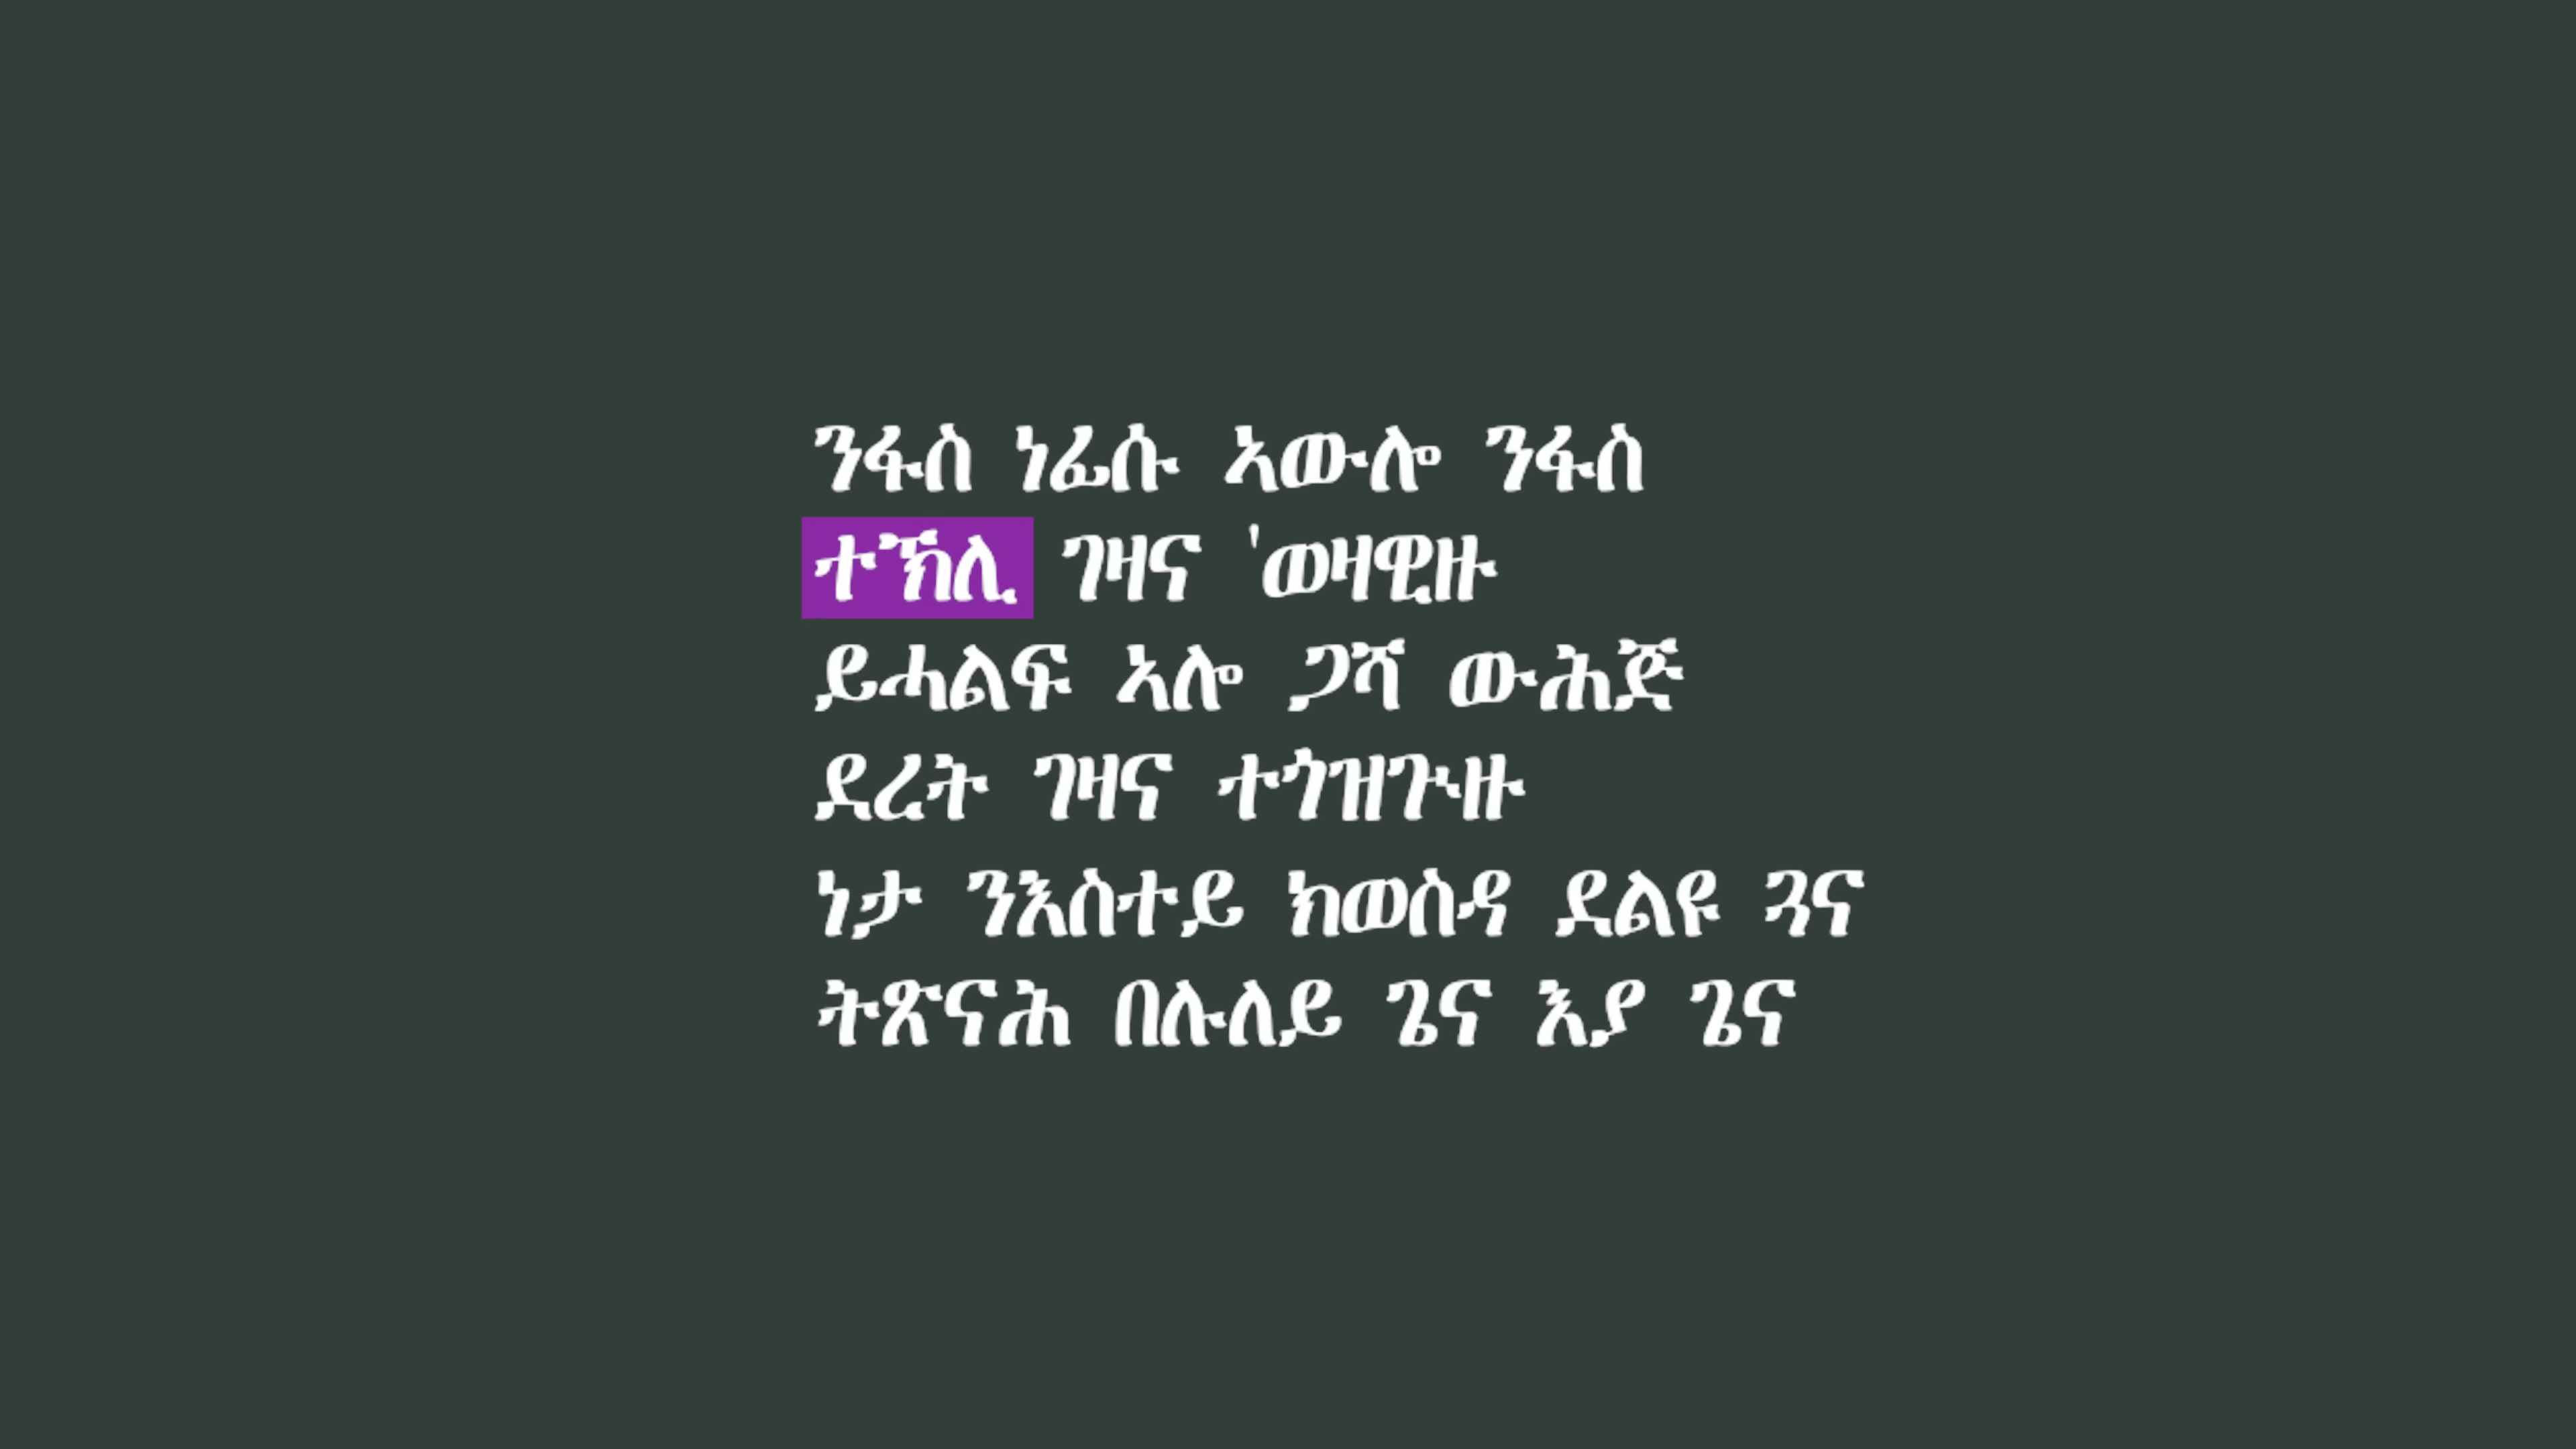 ንፋስ ነፊሱ ኣውሎ ንፋስ
ተኽሊ ገዛና 'ወዛዊዙ
ይሓልፍ ኣሎ ጋሻ ውሕጅ
ደረት ገዛና ተጎዝጒዙ
ነታ ንእስተይ ክወስዳ ደልዩ ጓና
ትጽናሕ በሉለይ ጌና እያ ጌና